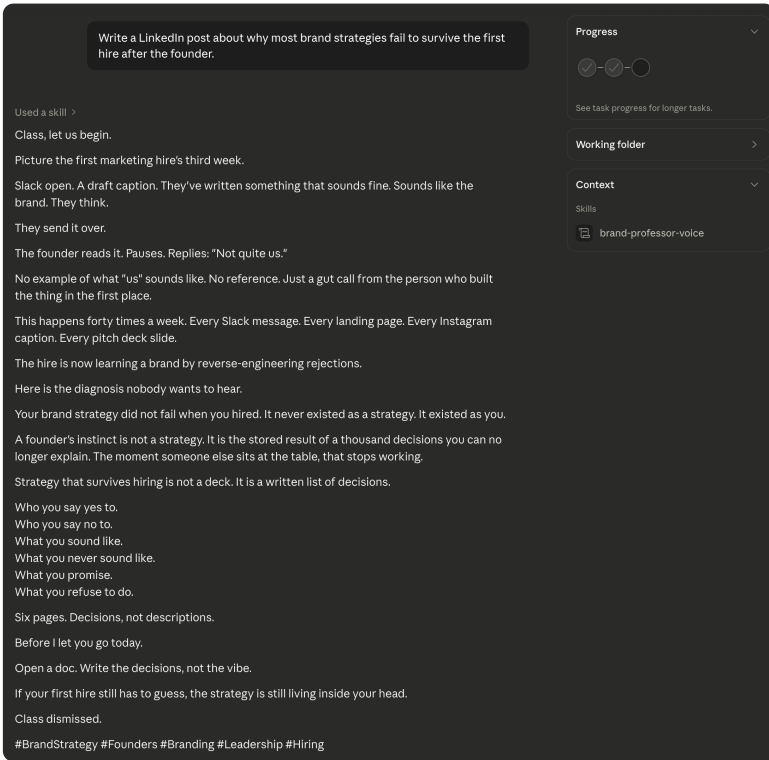 Write a LinkedIn post about why most brand strategies fail to survive the first
hire after the founder.
Used a skill >
Class, let us begin.
Picture the first marketing hire's third week.
Slack open. A draft caption. They've written something that sounds fine. Sounds like the
brand. They think.
They send it over.
The founder reads it. Pauses. Replies: "Not quite us."
No example of what "us" sounds like. No reference. Just a gut call from the person who built
the thing in the first place.
This happens forty times a week. Every Slack message. Every landing page. Every Instagram
caption. Every pitch deck slide.
The hire is now learning a brand by reverse-engineering rejections.
Here is the diagnosis nobody wants to hear.
Your brand strategy did not fail when you hired. It never existed as a strategy. It existed as you.
A founder's instinct is not a strategy. It is the stored result of a thousand decisions you can no
longer explain. The moment someone else sits at the table, that stops working.
Strategy that survives hiring is not a deck. It is a written list of decisions.
Who you say yes to.
Who you say no to.
What you sound like.
What you never sound like.
What you promise.
What you refuse to do.
Six pages. Decisions, not descriptions.
Before I let you go today.
Open a doc. Write the decisions, not the vibe.
If your first hire still has to guess, the strategy is still living inside your head.
Class dismissed.
#BrandStrategy #Founders #Branding #Leadership #Hiring
Progress
See task progress for longer tasks.
Working folder
Context
Skills
brand-professor-voice